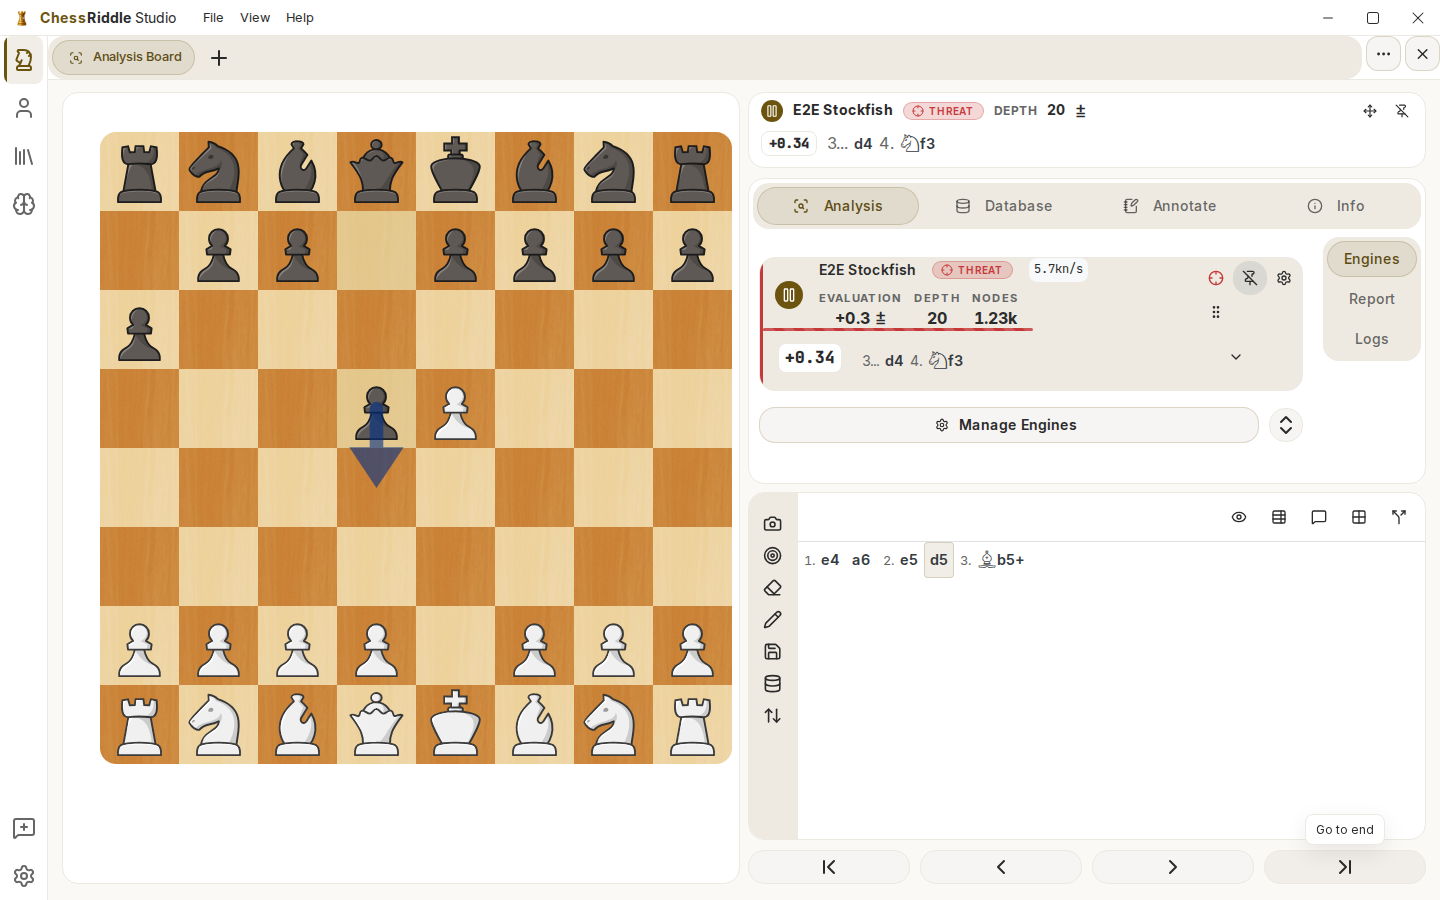 ChessRiddle Studio File View Help
Analysis Board
E2E Stockfish THREAT DEPTH 20 ±
+0.34 3... d4 4. ♘f3
Analysis Database Annotate Info
E2E Stockfish THREAT 5.7kn/s
EVALUATION DEPTH NODES
+0.3 ± 20 1.23k
+0.34 3... d4 4. ♘f3
Engines
Report
Logs
Manage Engines
1. e4 a6 2. e5 d5 3. ♗b5+
Go to end